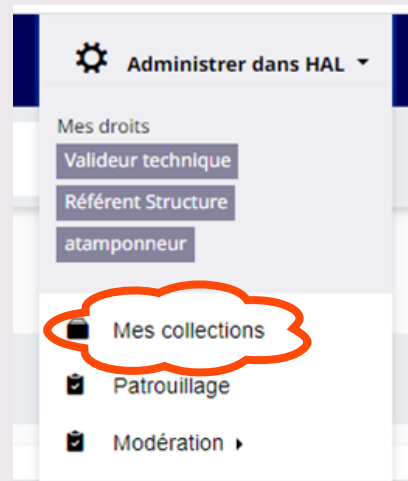 Administrer dans HAL
Mes droits
Valideur technique
Référent Structure
atamponneur
Mes collections
Patrouillage
Modération